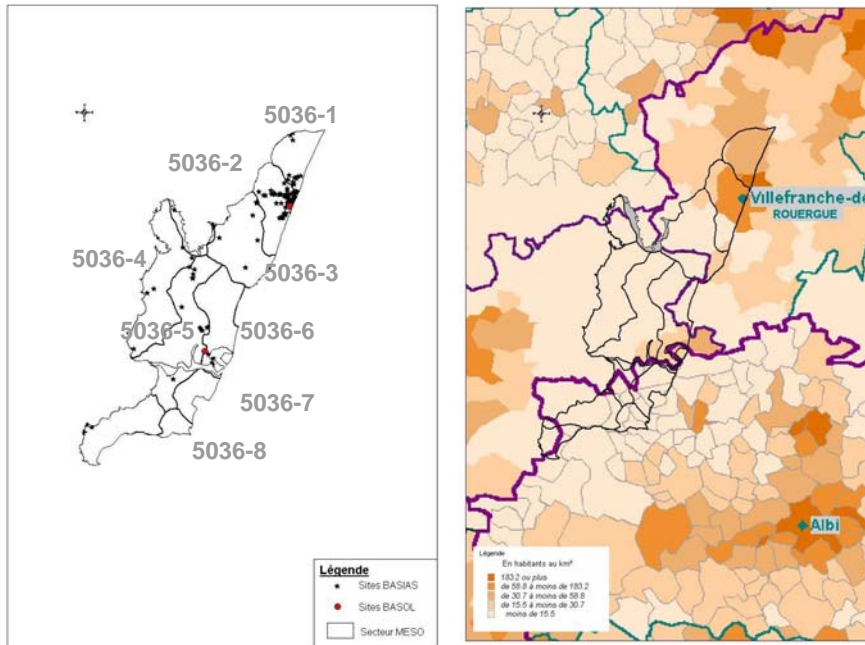 5036-1
5036-2
5036-4
5036-3
5036-5
5036-6
5036-7
5036-8
Légende
Sites BASIAS
Sites BASOL
Secteur MESO
Villefranche-de
ROUERGUE
Albi
Légende
En habitants au km²
183.2 ou plus
de 58.8 à moins de 183.2
de 30.7 à moins de 58.8
de 15.5 à moins de 30.7
moins de 15.5